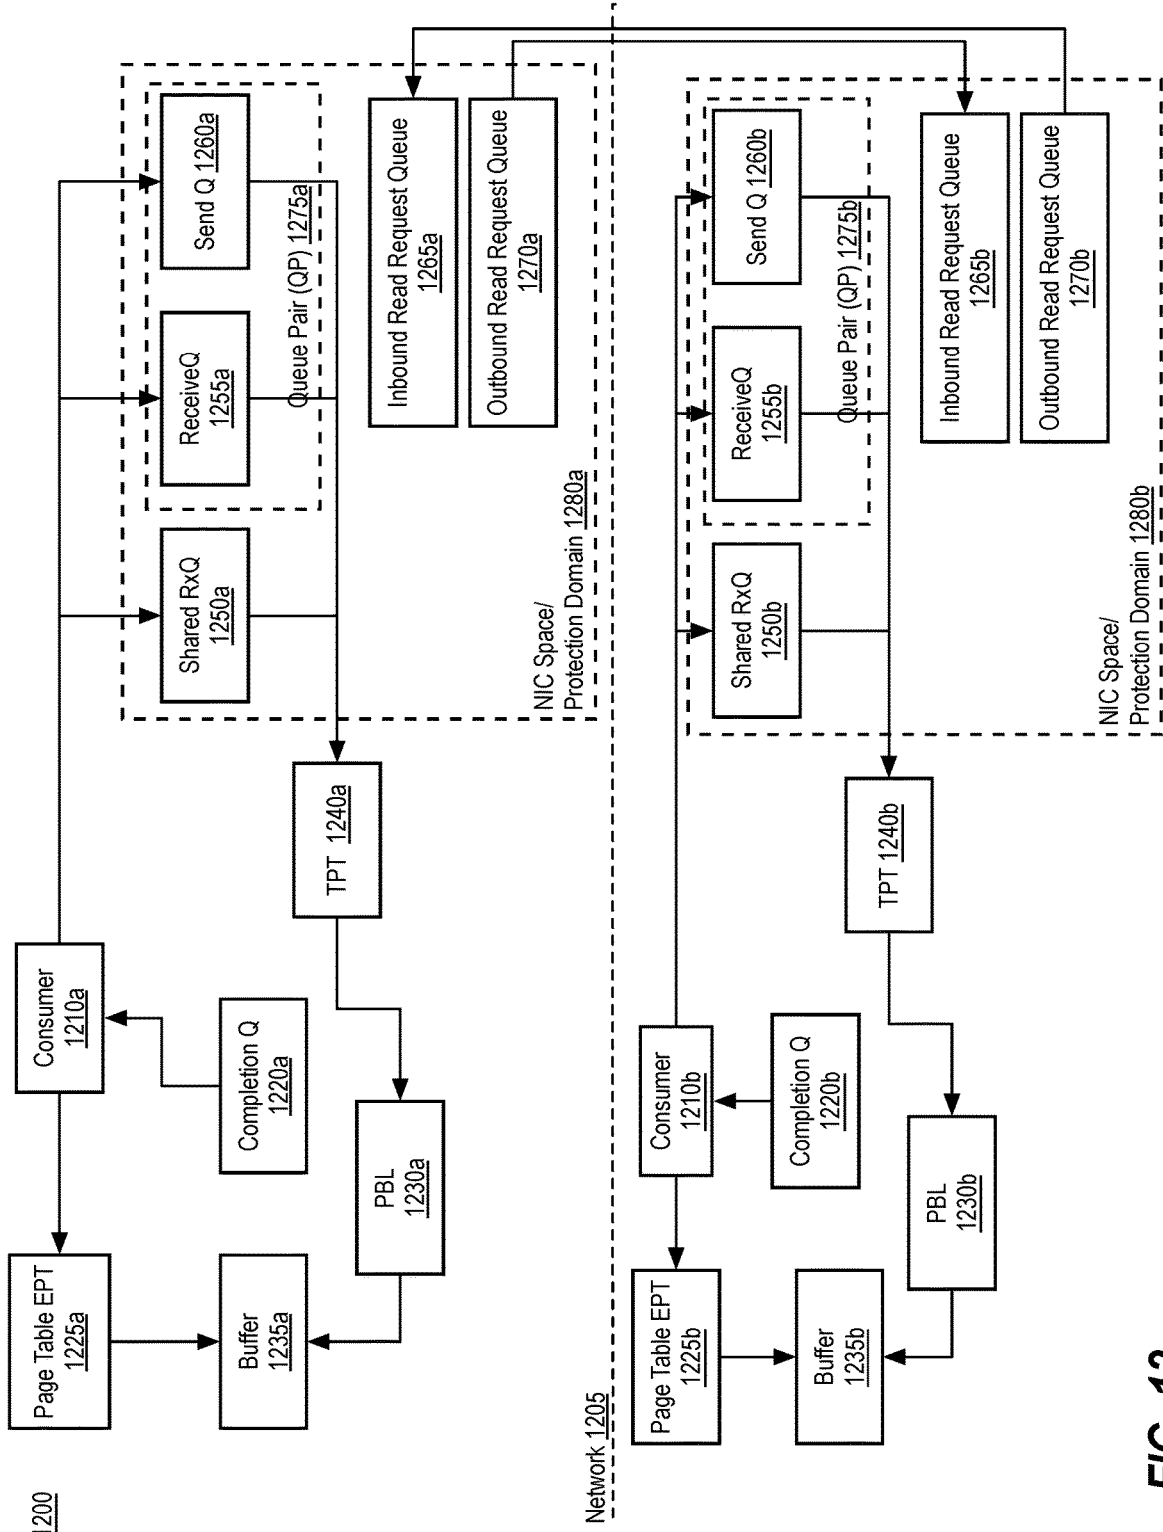 1200
Page Table EPT
1225a
Consumer
1210a
Shared RxQ
1250a
ReceiveQ
1255a
Send Q 1260a
Completion Q
1220a
Buffer
1235a
Queue Pair (QP) 1275a
TPT 1240a
PBL
1230a
Inbound Read Request Queue
1265a
Outbound Read Request Queue
1270a
NIC Space/
Protection Domain 1280a
Network 1205
Page Table EPT
1225b
Consumer
1210b
Shared RxQ
1250b
ReceiveQ
1255b
Send Q 1260b
Completion Q
1220b
Buffer
1235b
Queue Pair (QP) 1275b
TPT 1240b
PBL
1230b
Inbound Read Request Queue
1265b
Outbound Read Request Queue
1270b
NIC Space/
Protection Domain 1280b
FIG. 12